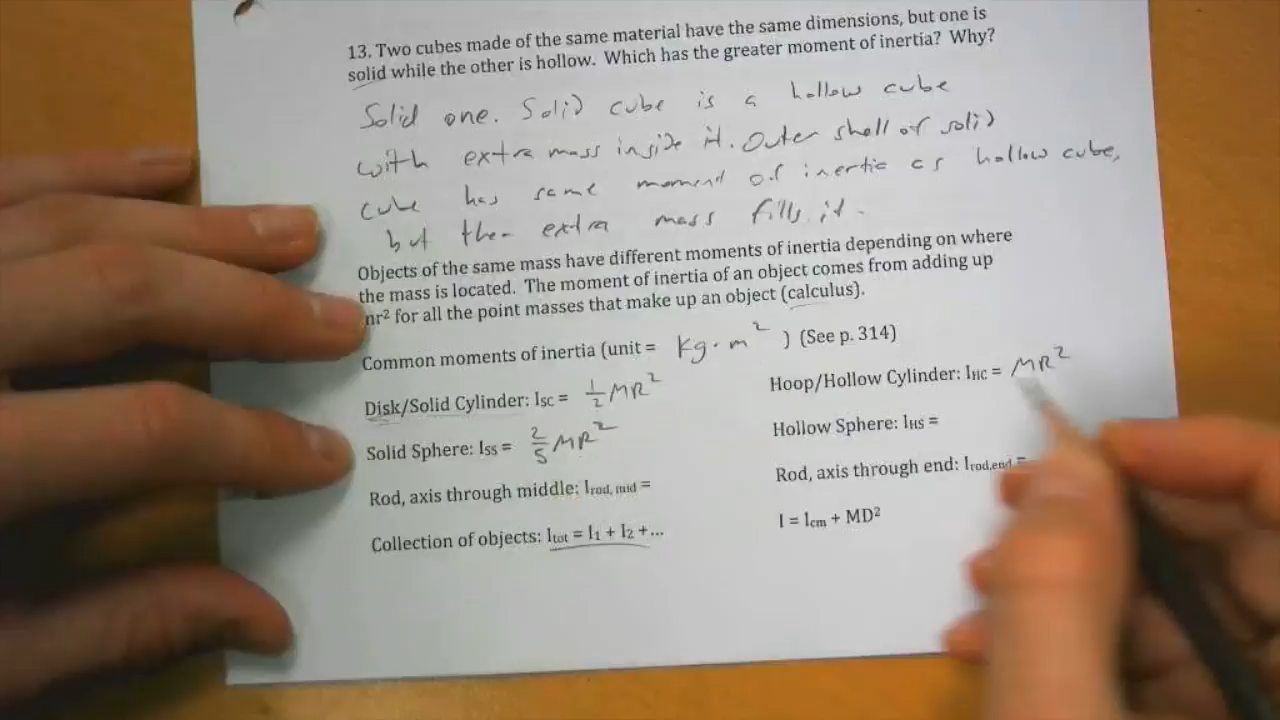 13. Two cubes made of the same material have the same dimensions, but one is
solid while the other is hollow. Which has the greater moment of inertia? Why?
Solid one. Solid cube is a hollow cube
with extra mass inside it. Outer shell of solid
cube has same moment of inertia as hollow cube,
but then extra mass fills it.
Objects of the same mass have different moments of inertia depending on where
the mass is located. The moment of inertia of an object comes from adding up
mr² for all the point masses that make up an object (calculus).
Common moments of inertia (unit = kg·m² ) (See p. 314)
Disk/Solid Cylinder: ISC = 1/2 MR² Hoop/Hollow Cylinder: IHC = MR²
Solid Sphere: ISS = 2/5 MR² Hollow Sphere: IHS =
Rod, axis through middle: Irod, mid = Rod, axis through end: Irod,end =
Collection of objects: Itot = I1 + I2 +... I = Icm + MD²